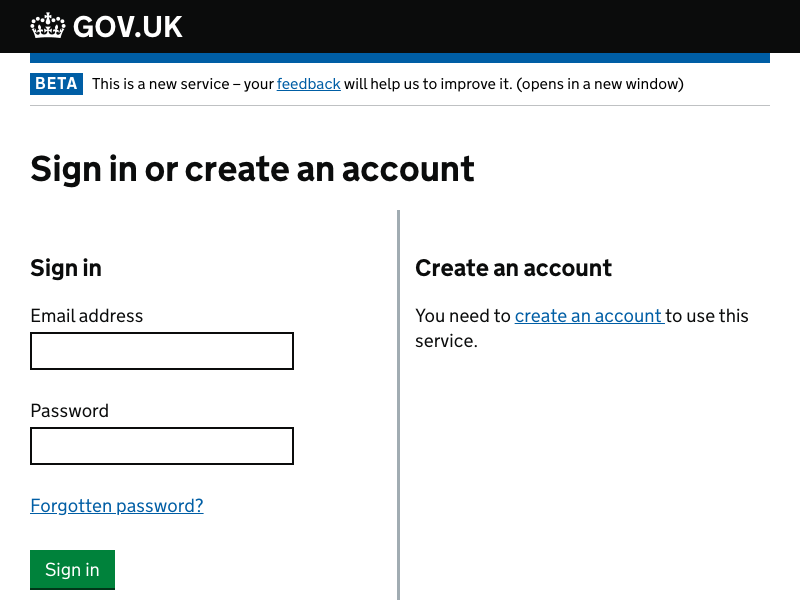 GOV.UK
BETA This is a new service – your feedback will help us to improve it. (opens in a new window)
Sign in or create an account
Sign in
Email address
Password
Forgotten password?
Sign in
Create an account
You need to create an account to use this
service.